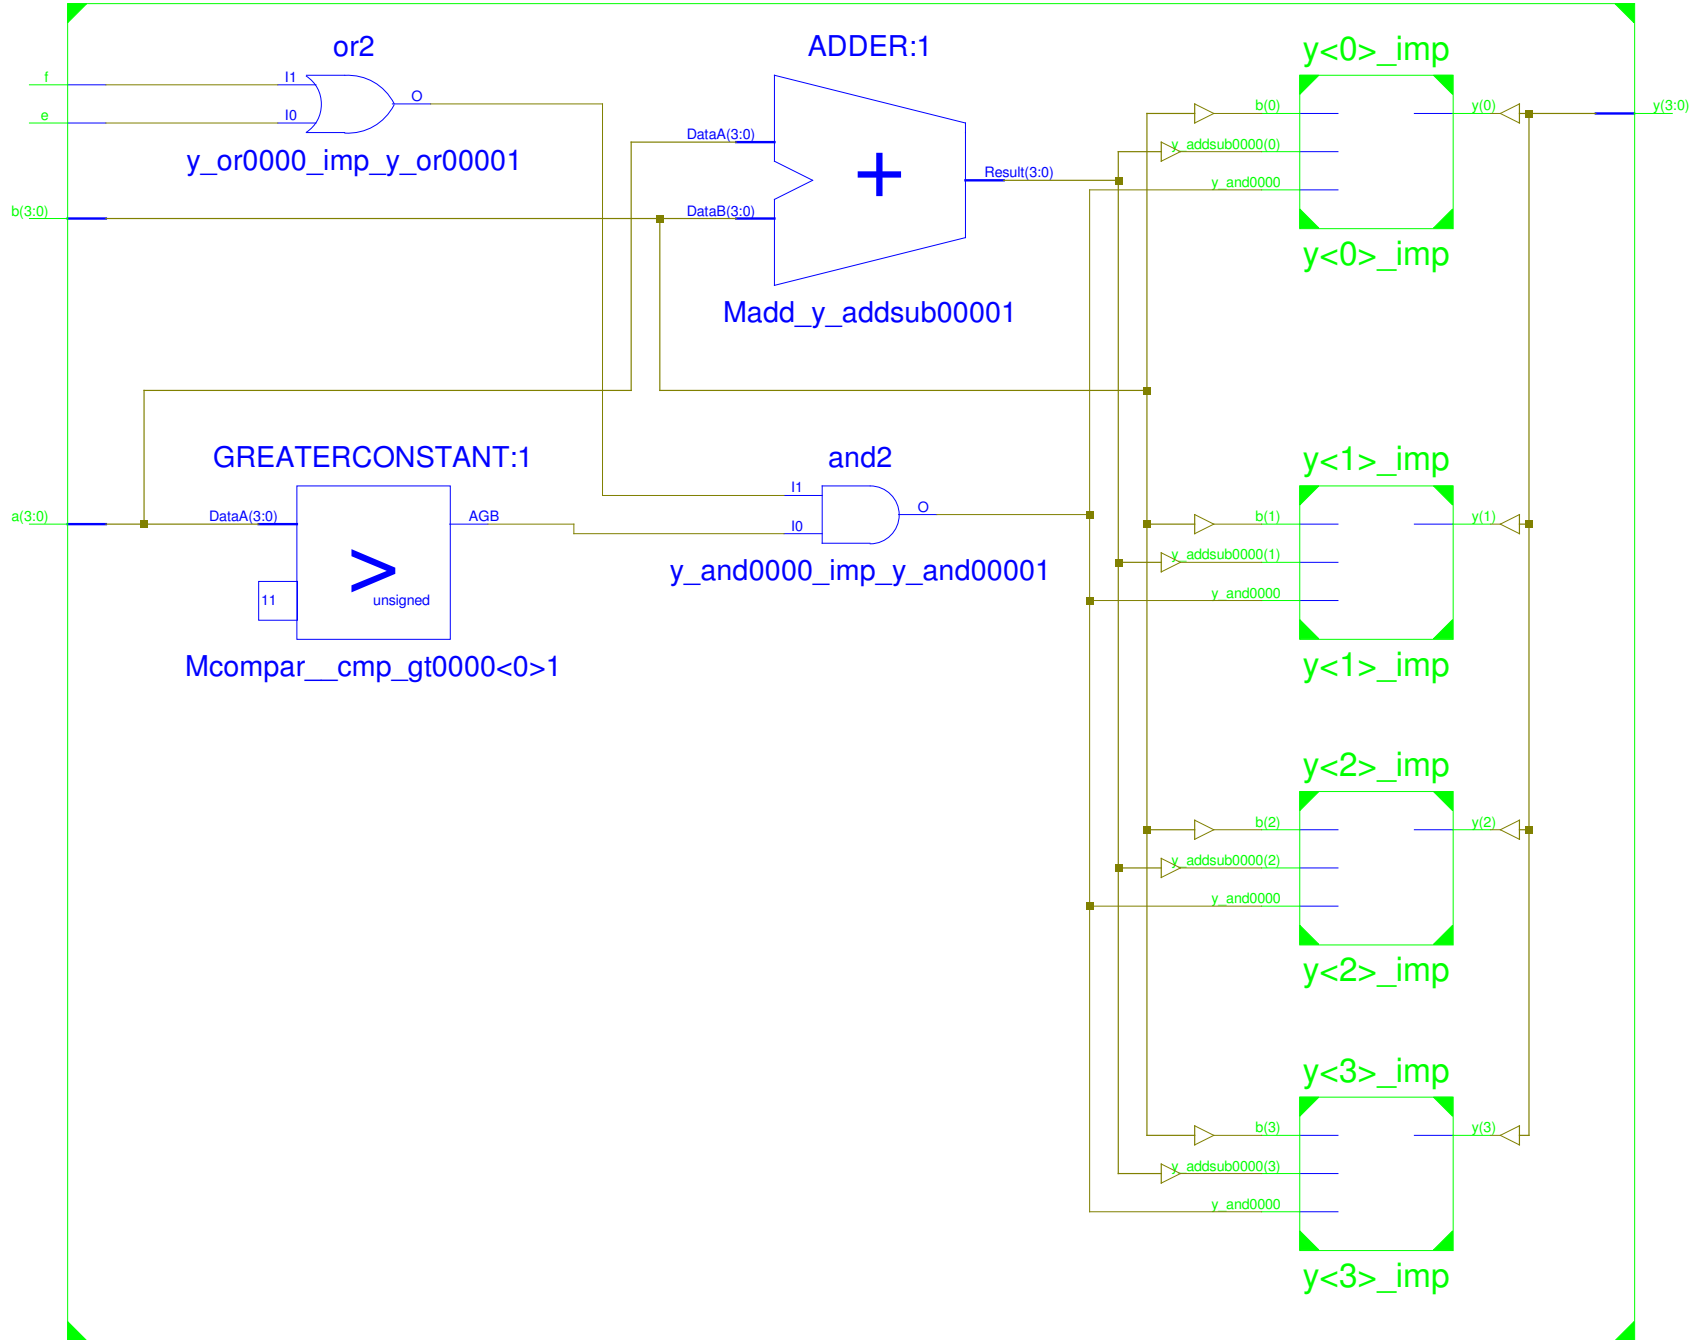 or2
ADDER:1
y<0>_imp
f
I1
O
b(0)
y(0)
y(3:0)
e
I0
DataA(3:0)
y_addsub0000(0)
y_or0000_imp_y_or00001
+
Result(3:0)
y_and0000
b(3:0)
DataB(3:0)
y<0>_imp
Madd_y_addsub00001
GREATERCONSTANT:1
and2
y<1>_imp
I1
a(3:0)
DataA(3:0)
AGB
O
b(1)
y(1)
I0
y_addsub0000(1)
>
y_and0000_imp_y_and00001
11
unsigned
y_and0000
Mcompar__cmp_gt0000<0>1
y<1>_imp
y<2>_imp
b(2)
y(2)
y_addsub0000(2)
y_and0000
y<2>_imp
y<3>_imp
b(3)
y(3)
y_addsub0000(3)
y_and0000
y<3>_imp